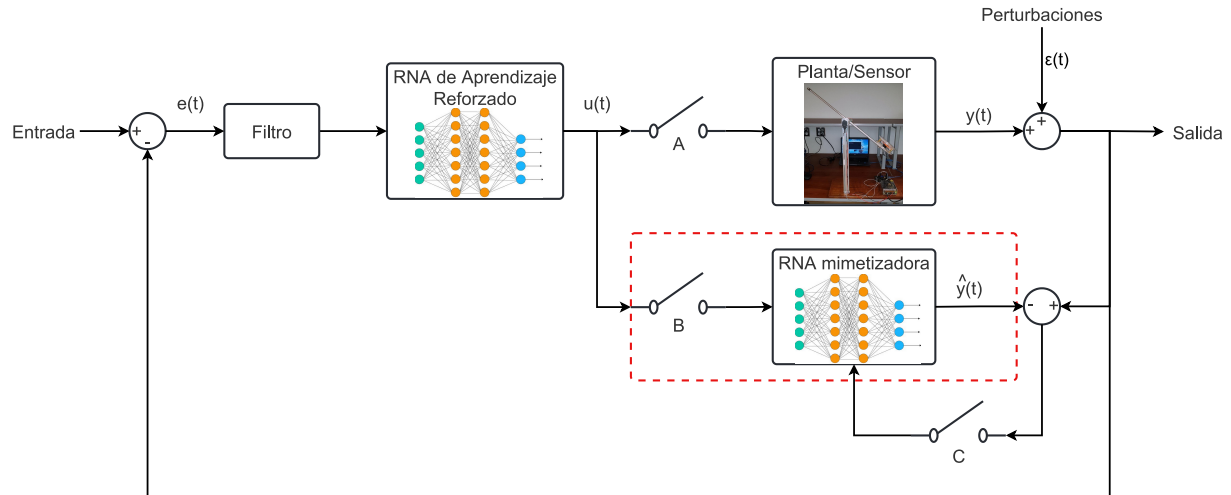 Perturbaciones
ε(t)
RNA de Aprendizaje
Reforzado
Planta/Sensor
e(t)
u(t)
y(t)
+
+
Entrada
+
-
Filtro
A
Salida
RNA mimetizadora
ŷ(t)
-
+
B
C